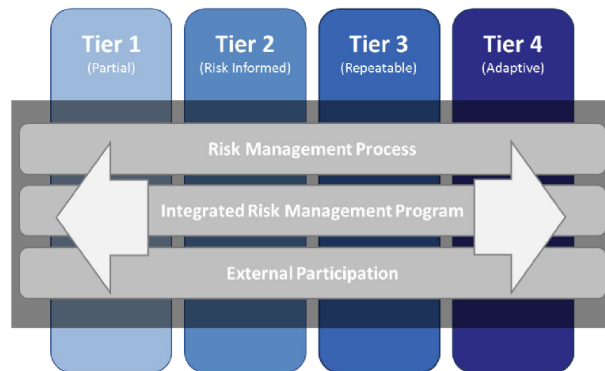 Tier 1
(Partial)
Tier 2
(Risk Informed)
Tier 3
(Repeatable)
Tier 4
(Adaptive)
Risk Management Process
Integrated Risk Management Program
External Participation